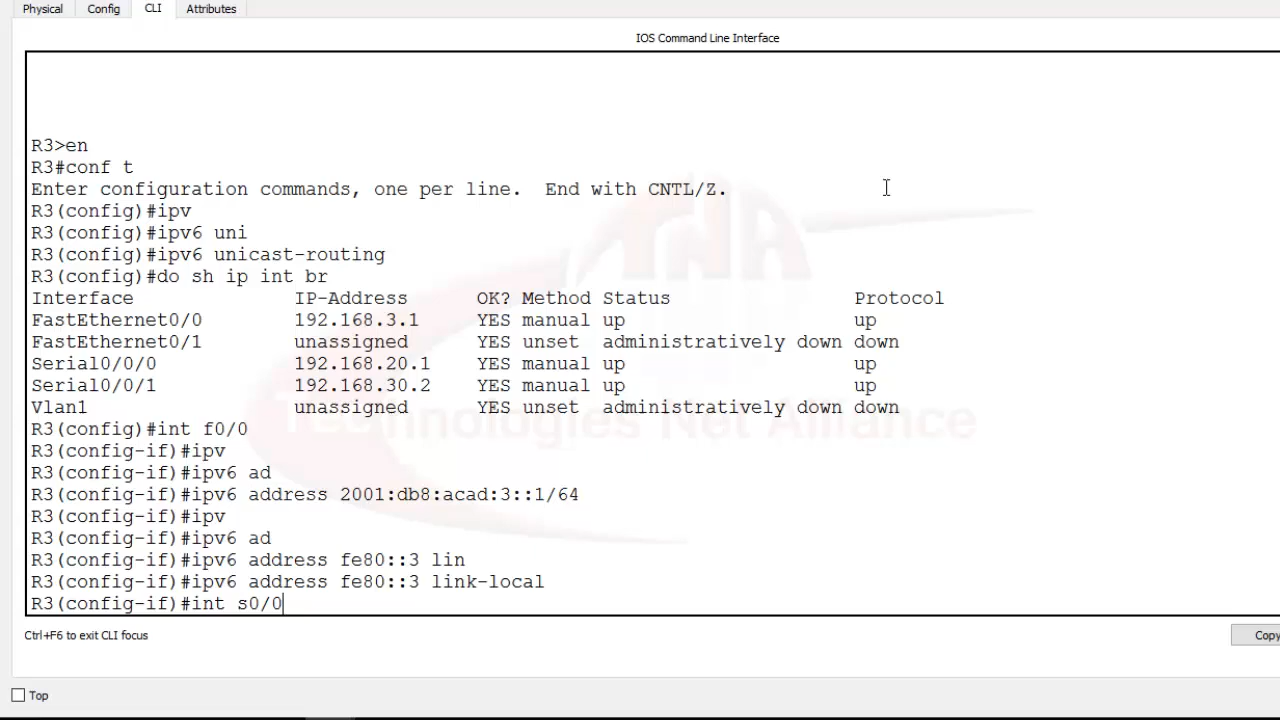 Physical Config CLI Attributes
IOS Command Line Interface
R3>en
R3#conf t
Enter configuration commands, one per line.  End with CNTL/Z.
R3(config)#ipv
R3(config)#ipv6 uni
R3(config)#ipv6 unicast-routing
R3(config)#do sh ip int br
Interface IP-Address OK? Method Status Protocol
FastEthernet0/0 192.168.3.1 YES manual up up
FastEthernet0/1 unassigned YES unset administratively down down
Serial0/0/0 192.168.20.1 YES manual up up
Serial0/0/1 192.168.30.2 YES manual up up
Vlan1 unassigned YES unset administratively down down
R3(config)#int f0/0
R3(config-if)#ipv
R3(config-if)#ipv6 ad
R3(config-if)#ipv6 address 2001:db8:acad:3::1/64
R3(config-if)#ipv
R3(config-if)#ipv6 ad
R3(config-if)#ipv6 address fe80::3 lin
R3(config-if)#ipv6 address fe80::3 link-local
R3(config-if)#int s0/0
TNA
Technologies Net Alliance
Ctrl+F6 to exit CLI focus
Copy
Top